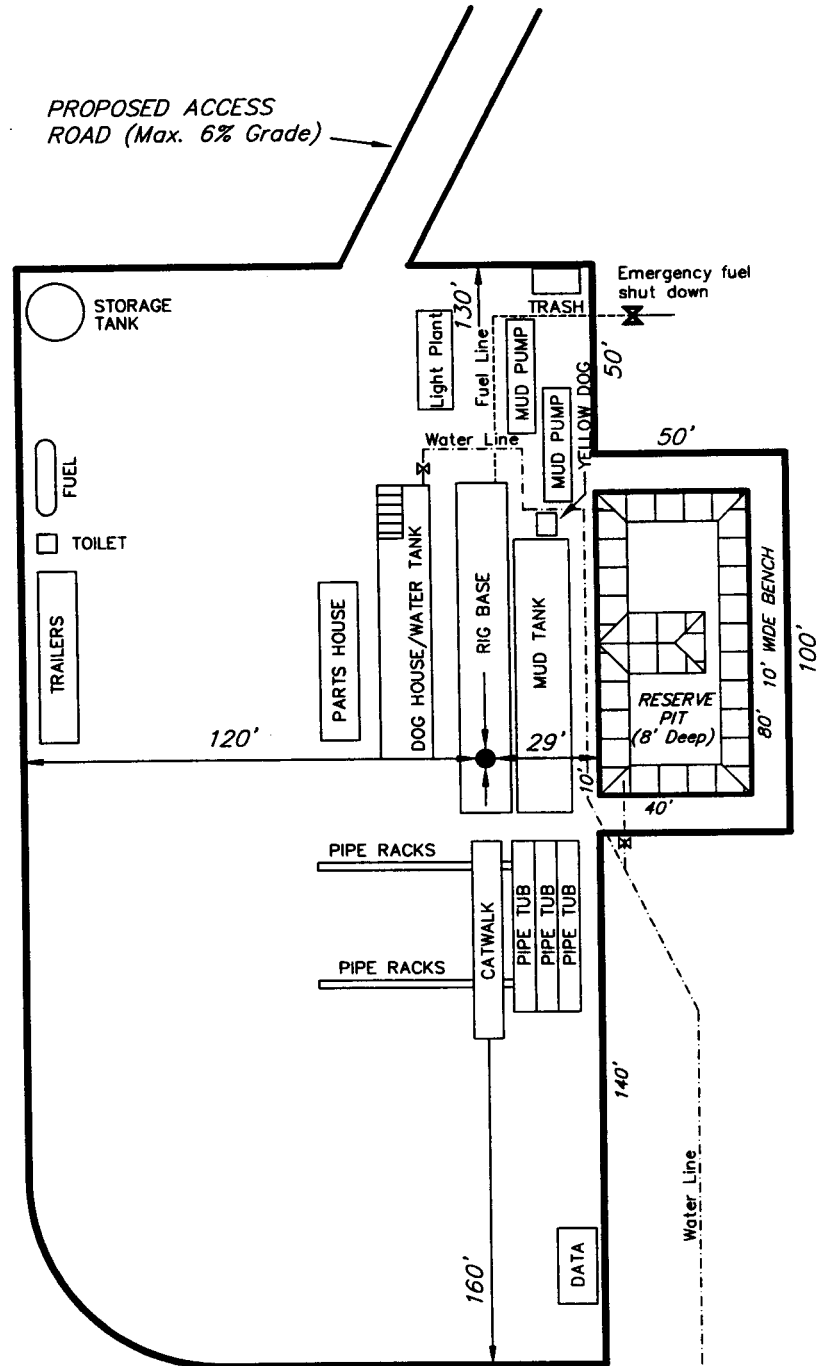 PROPOSED ACCESS
ROAD (Max. 6% Grade)
STORAGE
TANK
130'
TRASH
Emergency fuel
shut down
Light Plant
Fuel Line
MUD PUMP
50'
MUD PUMP
YELLOW DOG
Water Line
50'
FUEL
TOILET
TRAILERS
PARTS HOUSE
DOG HOUSE/WATER TANK
RIG BASE
MUD TANK
RESERVE
PIT
(8' Deep)
80'
10' WIDE BENCH
100'
120'
29'
10'
40'
PIPE RACKS
CATWALK
PIPE TUB
PIPE TUB
PIPE TUB
PIPE RACKS
140'
Water Line
160'
DATA